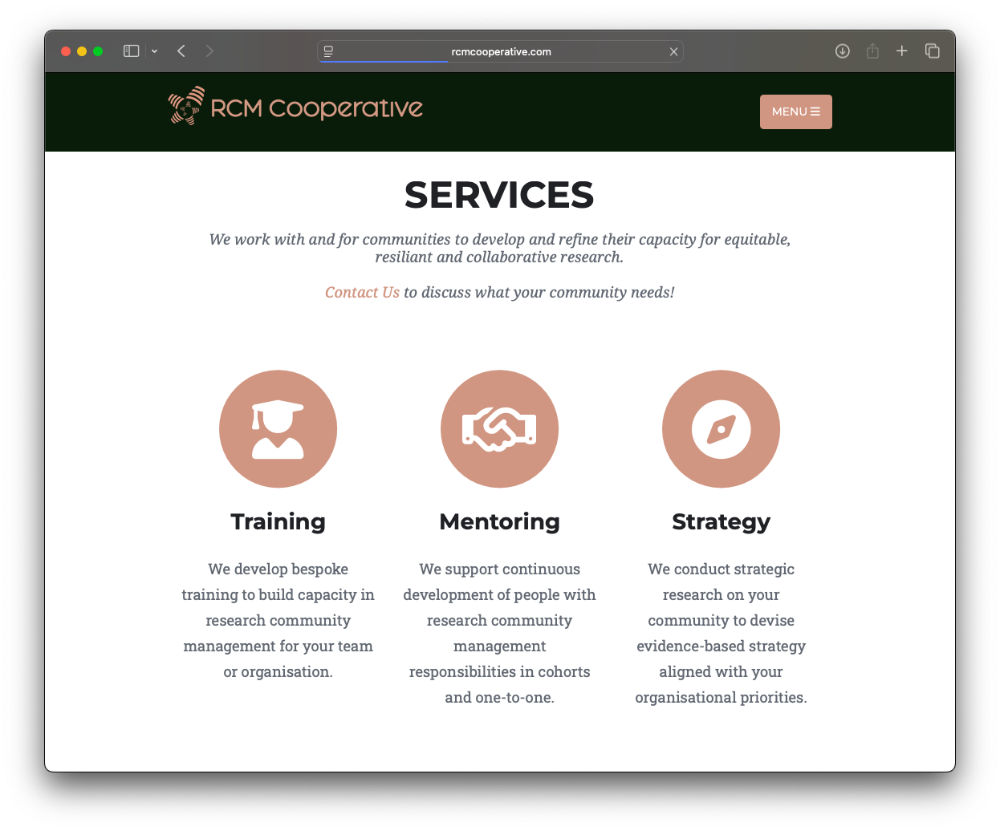 rcmcooperative.com
RCM Cooperative
MENU
SERVICES
We work with and for communities to develop and refine their capacity for equitable,
resiliant and collaborative research.
Contact Us to discuss what your community needs!
Training
We develop bespoke
training to build capacity in
research community
management for your team
or organisation.
Mentoring
We support continuous
development of people with
research community
management
responsibilities in cohorts
and one-to-one.
Strategy
We conduct strategic
research on your
community to devise
evidence-based strategy
aligned with your
organisational priorities.